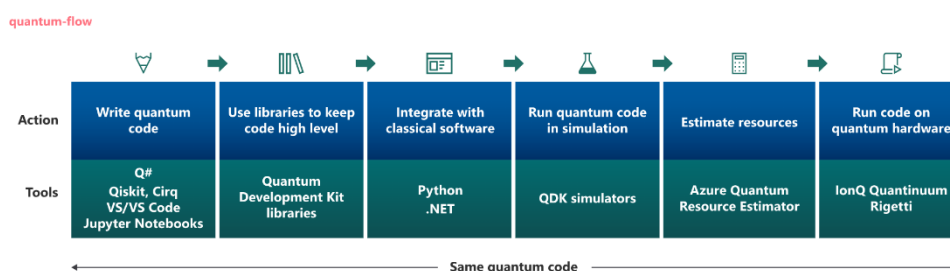 quantum-flow
Action
Write quantum
code
Use libraries to keep
code high level
Integrate with
classical software
Run quantum code
in simulation
Estimate resources
Run code on
quantum hardware
Tools
Q#
Qiskit, Cirq
VS/VS Code
Jupyter Notebooks
Quantum
Development Kit
libraries
Python
.NET
QDK simulators
Azure Quantum
Resource Estimator
IonQ Quantinuum
Rigetti
Same quantum code